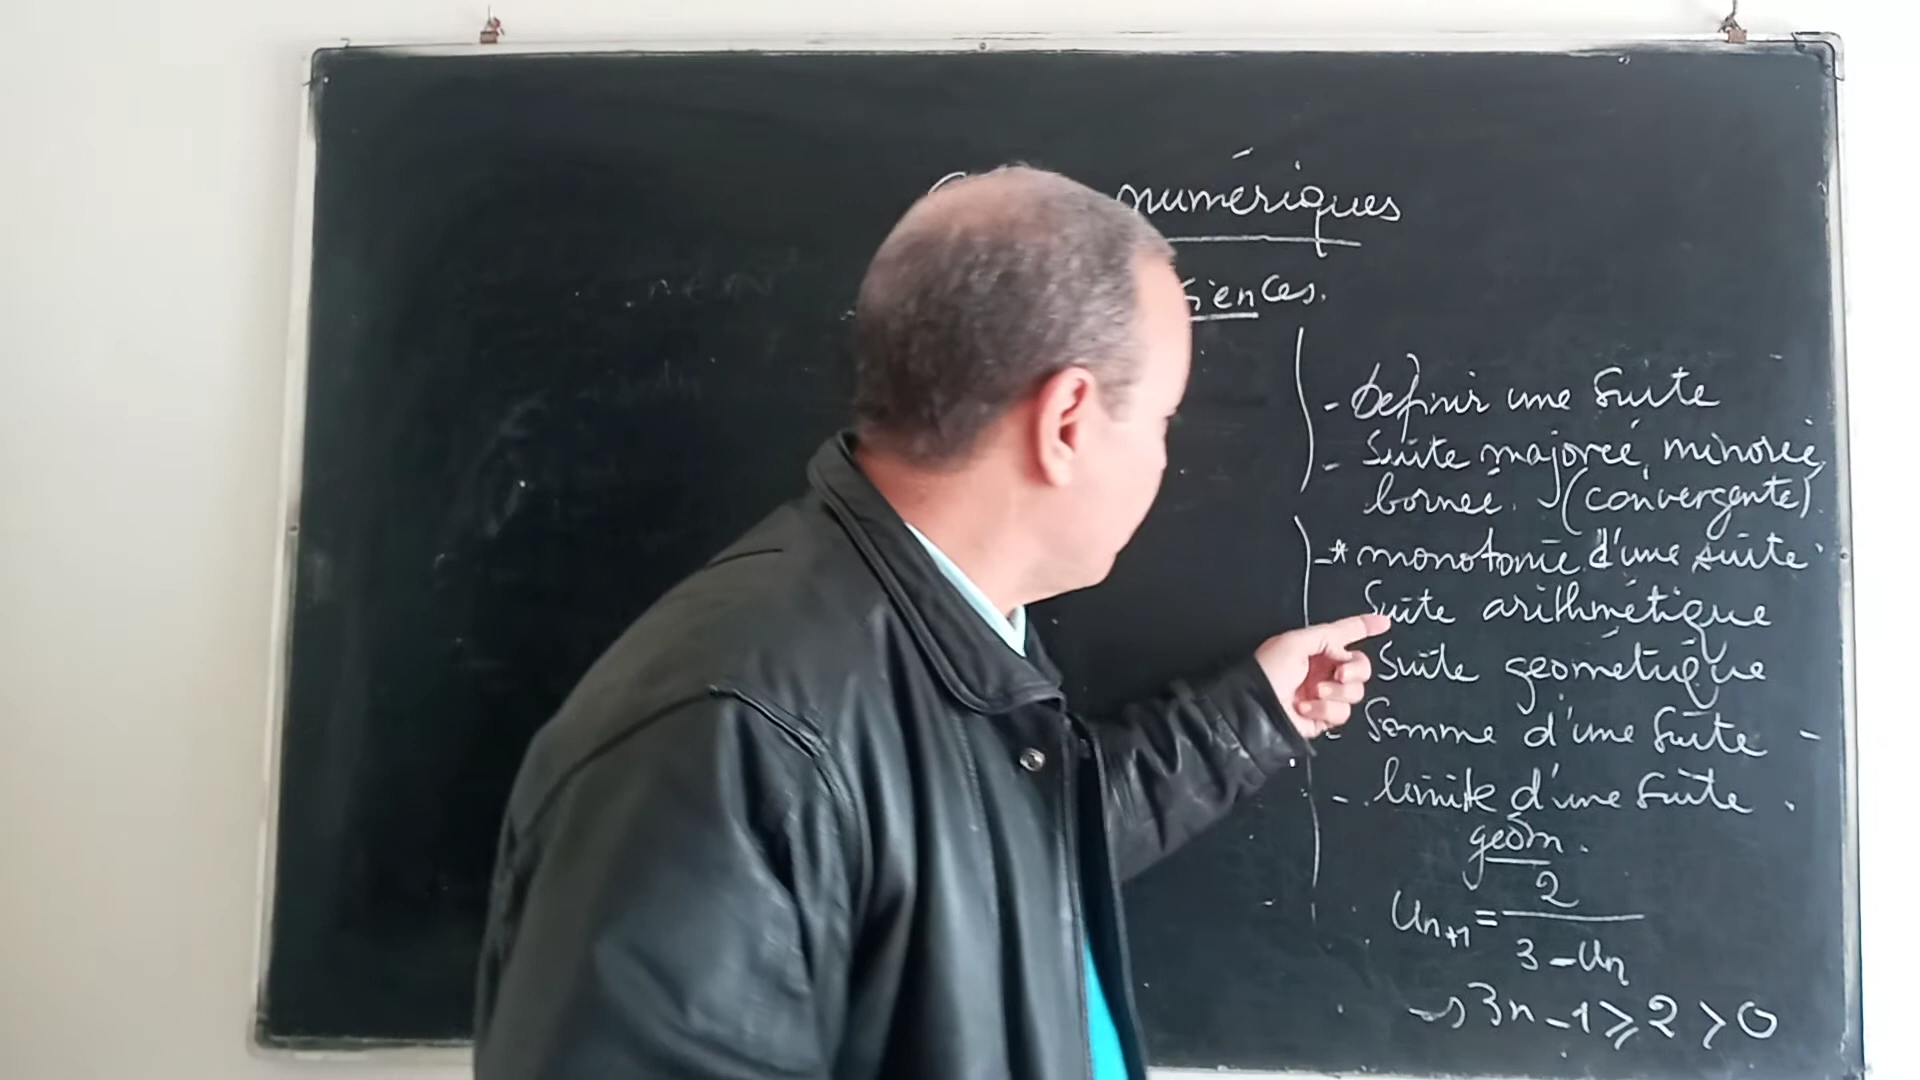 numériques
- Définir une suite
- Suite majorée, minorée,
bornée. (convergente).
-* monotonie d'une suite.
Suite arithmétique
Suite géométrique
- Somme d'une suite -
- limite d'une suite.
géom.
Un+1 = 2 / 3 - Un
→ 3n - 1 ⩾ 2 > 0